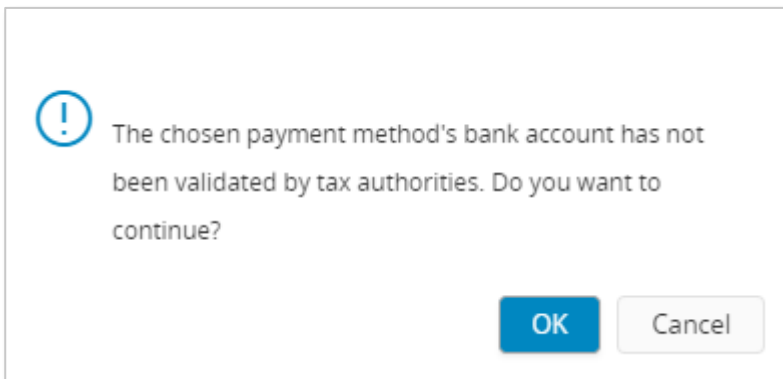 The chosen payment method's bank account has not
been validated by tax authorities. Do you want to
continue?
OK Cancel